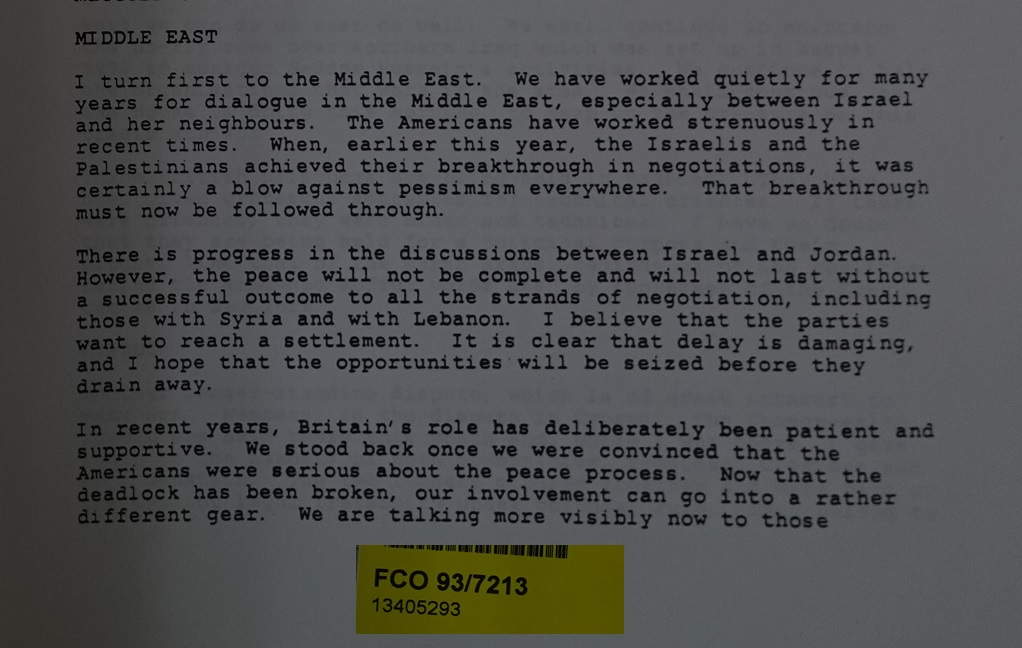 MIDDLE EAST
I turn first to the Middle East. We have worked quietly for many
years for dialogue in the Middle East, especially between Israel
and her neighbours. The Americans have worked strenuously in
recent times. When, earlier this year, the Israelis and the
Palestinians achieved their breakthrough in negotiations, it was
certainly a blow against pessimism everywhere. That breakthrough
must now be followed through.
There is progress in the discussions between Israel and Jordan.
However, the peace will not be complete and will not last without
a successful outcome to all the strands of negotiation, including
those with Syria and with Lebanon. I believe that the parties
want to reach a settlement. It is clear that delay is damaging,
and I hope that the opportunities will be seized before they
drain away.
In recent years, Britain's role has deliberately been patient and
supportive. We stood back once we were convinced that the
Americans were serious about the peace process. Now that the
deadlock has been broken, our involvement can go into a rather
different gear. We are talking more visibly now to those
FCO 93/7213
13405293